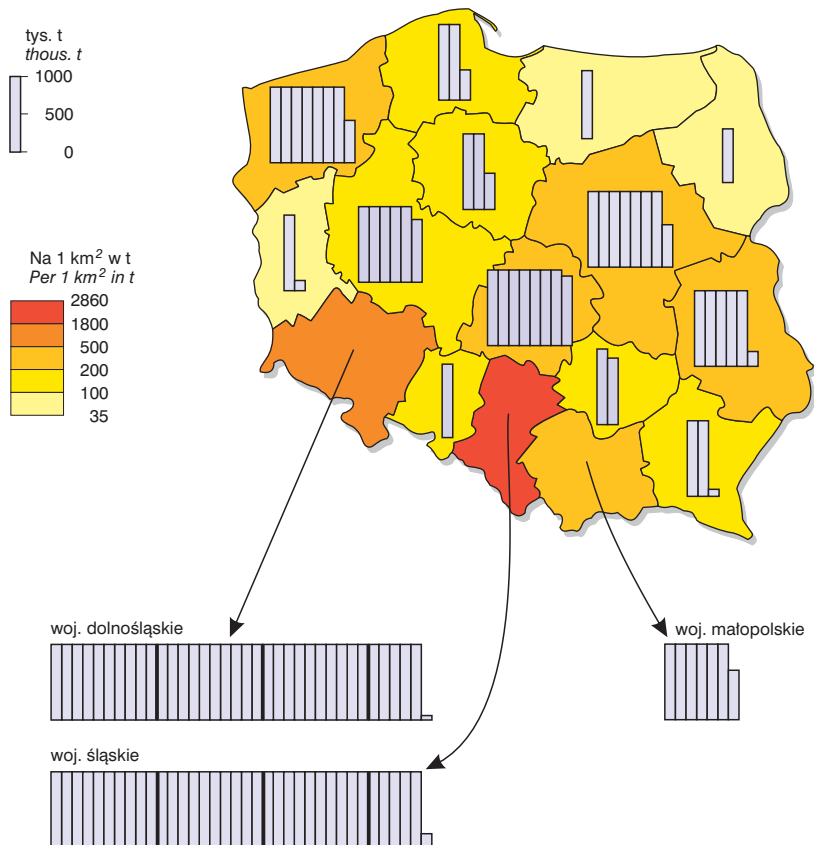 tys. t
thous. t
1000
500
0
Na 1 km² w t
Per 1 km² in t
2860
1800
500
200
100
35
woj. dolnośląskie
woj. małopolskie
woj. śląskie